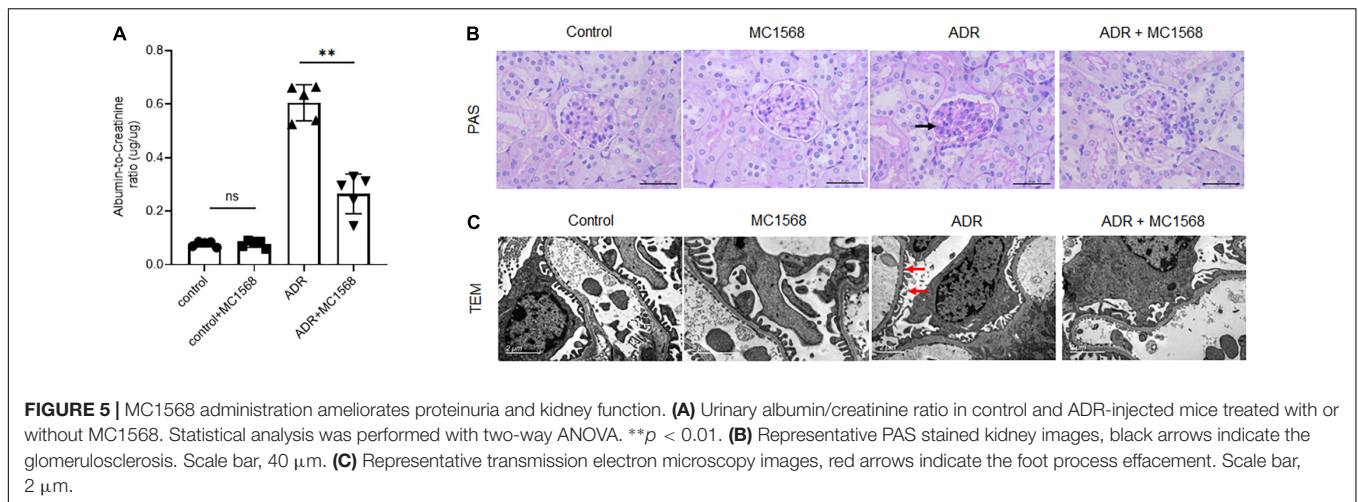 A
0.8
0.6
0.4
0.2
0.0
Albumin-to-Creatinine
ratio (ug/ug)
ns
**
control
control+MC1568
ADR
ADR+MC1568
B
Control
MC1568
ADR
ADR + MC1568
PAS
C
Control
MC1568
ADR
ADR + MC1568
TEM
2 μm
FIGURE 5 | MC1568 administration ameliorates proteinuria and kidney function. (A) Urinary albumin/creatinine ratio in control and ADR-injected mice treated with or
without MC1568. Statistical analysis was performed with two-way ANOVA. **p < 0.01. (B) Representative PAS stained kidney images, black arrows indicate the
glomerulosclerosis. Scale bar, 40 μm. (C) Representative transmission electron microscopy images, red arrows indicate the foot process effacement. Scale bar,
2 μm.